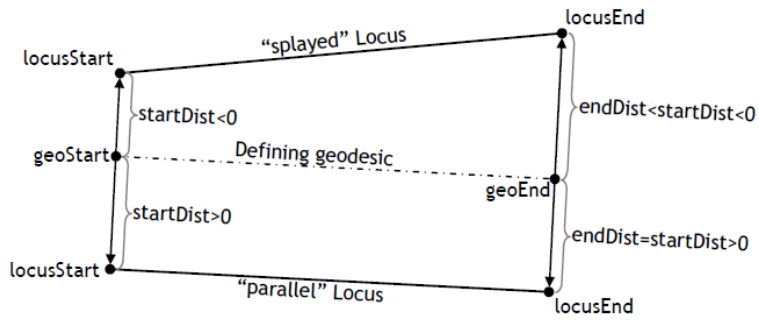 locusEnd
“splayed” Locus
locusStart
startDist<0
endDist<startDist<0
geoStart
Defining geodesic
geoEnd
startDist>0
endDist=startDist>0
locusStart
“parallel” Locus
locusEnd